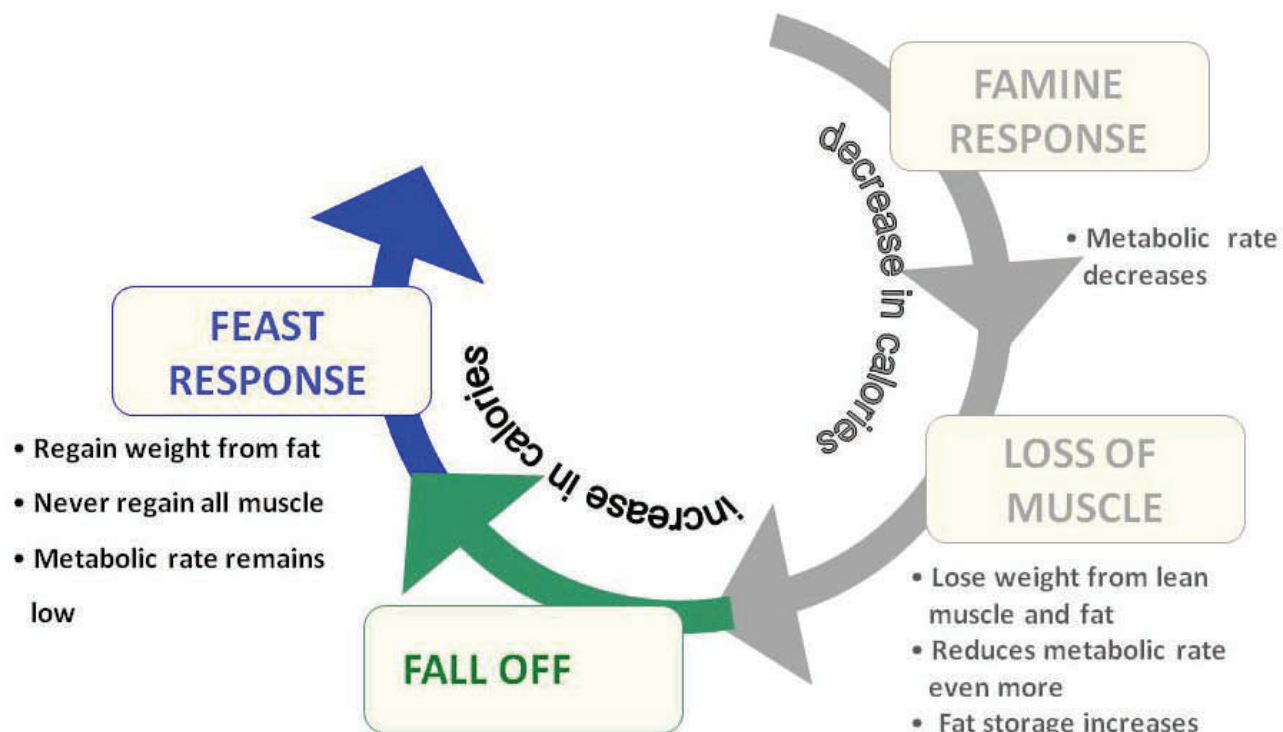 FAMINE
RESPONSE
• Metabolic rate
decreases
decrease in calories
LOSS OF
MUSCLE
• Lose weight from lean
muscle and fat
• Reduces metabolic rate
even more
• Fat storage increases
increase in calories
FALL OFF
FEAST
RESPONSE
• Regain weight from fat
• Never regain all muscle
• Metabolic rate remains
low